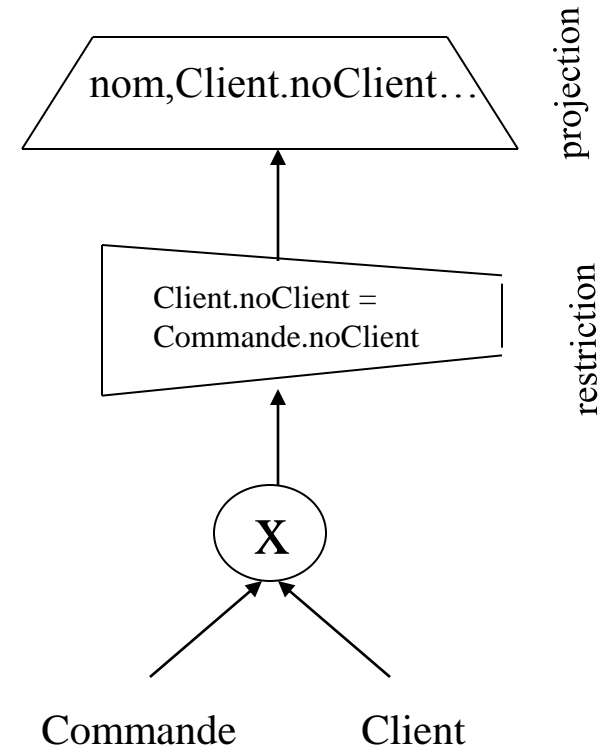 nom,Client.noClient…
projection
Client.noClient =
Commande.noClient
restriction
x
Commande
Client